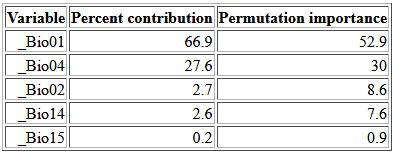 Variable Percent contribution Permutation importance
_Bio01 66.9 52.9
_Bio04 27.6 30
_Bio02 2.7 8.6
_Bio14 2.6 7.6
_Bio15 0.2 0.9